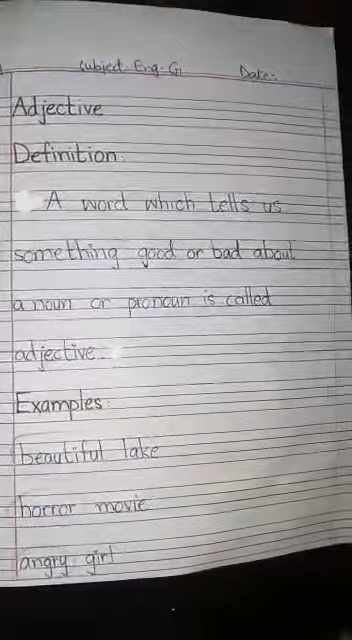 Subject Eng-G Date:
Adjective
Definition:
A word which tells us
something good or bad about
a noun or pronoun is called
adjective.
Examples:
beautiful lake
horror movie
angry girl